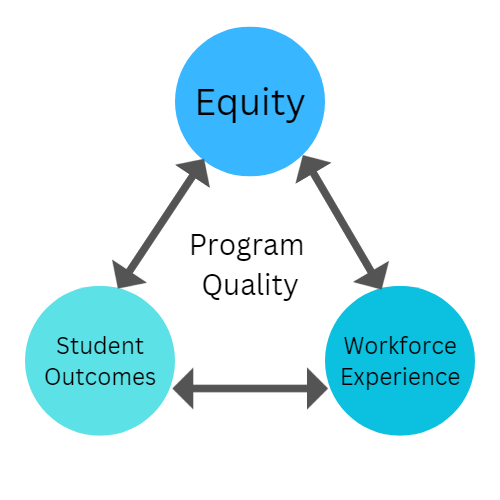 Equity
Program
Quality
Student
Outcomes
Workforce
Experience